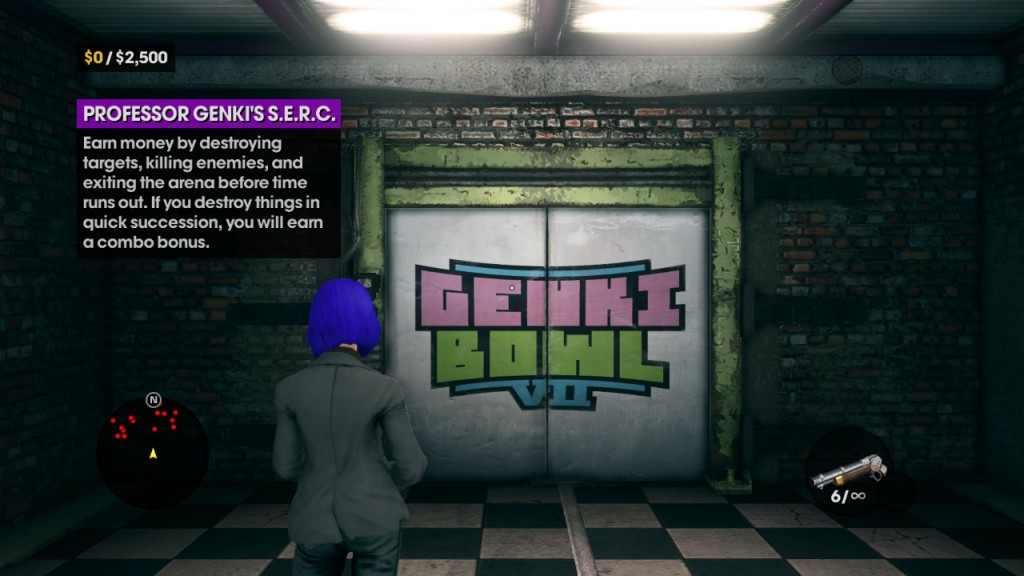 $0 / $2,500
PROFESSOR GENKI'S S.E.R.C.
Earn money by destroying
targets, killing enemies, and
exiting the arena before time
runs out. If you destroy things in
quick succession, you will earn
a combo bonus.
GENKI
BOWL
VII
N
6/∞